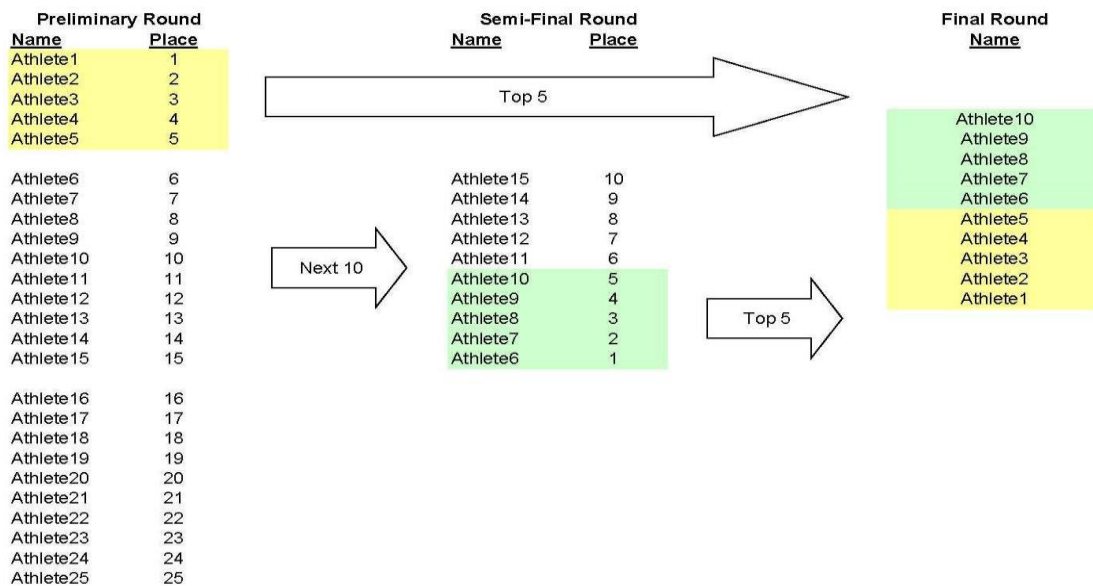 Preliminary Round
Name Place
Athlete1 1
Athlete2 2
Athlete3 3
Athlete4 4
Athlete5 5
Athlete6 6
Athlete7 7
Athlete8 8
Athlete9 9
Athlete10 10
Athlete11 11
Athlete12 12
Athlete13 13
Athlete14 14
Athlete15 15
Athlete16 16
Athlete17 17
Athlete18 18
Athlete19 19
Athlete20 20
Athlete21 21
Athlete22 22
Athlete23 23
Athlete24 24
Athlete25 25
Top 5
Next 10
Semi-Final Round
Name Place
Athlete15 10
Athlete14 9
Athlete13 8
Athlete12 7
Athlete11 6
Athlete10 5
Athlete9 4
Athlete8 3
Athlete7 2
Athlete6 1
Top 5
Final Round
Name
Athlete10
Athlete9
Athlete8
Athlete7
Athlete6
Athlete5
Athlete4
Athlete3
Athlete2
Athlete1